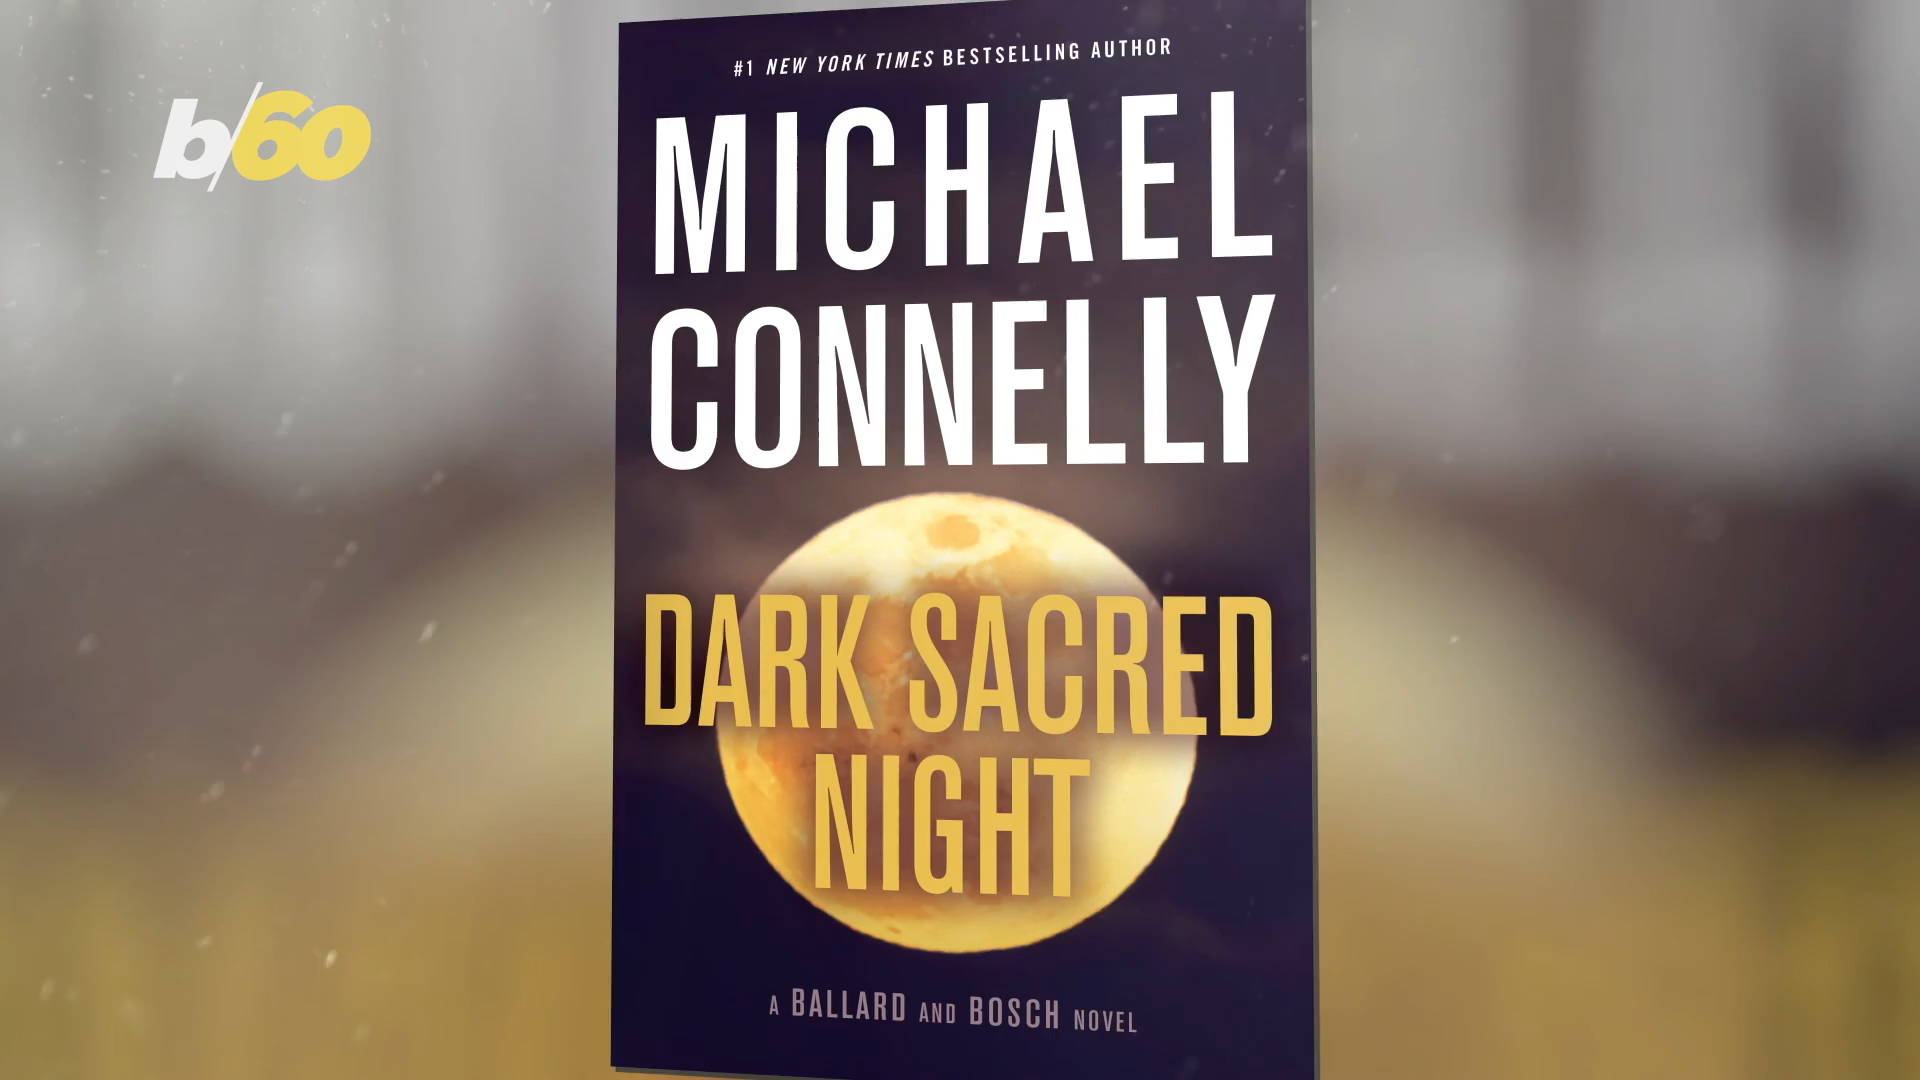 b/60
#1 NEW YORK TIMES BESTSELLING AUTHOR
MICHAEL
CONNELLY
DARK SACRED
NIGHT
A BALLARD AND BOSCH NOVEL